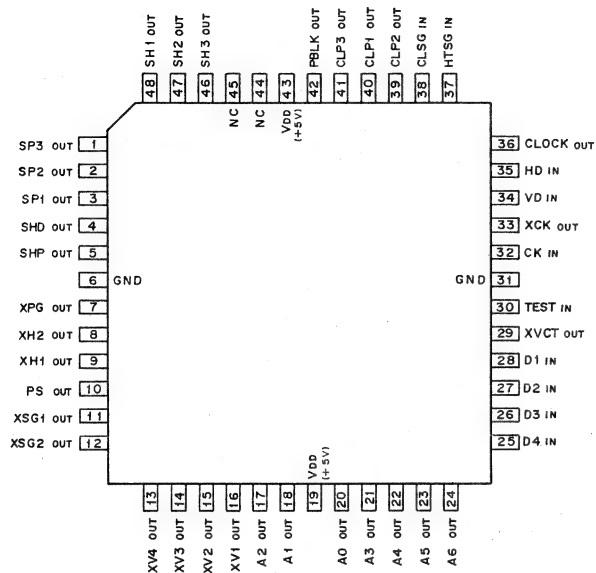 SH1 OUT
SH2 OUT
SH3 OUT
PBLK OUT
CLP3 OUT
CLP1 OUT
CLP2 OUT
CLSG IN
HTSG IN
48
47
46
45
44
43
42
41
40
39
38
37
NC
NC
VDD
(+5V)
SP3 OUT 1
SP2 OUT 2
SP1 OUT 3
SHD OUT 4
SHP OUT 5
6 GND
XPG OUT 7
XH2 OUT 8
XH1 OUT 9
PS OUT 10
XSG1 OUT 11
XSG2 OUT 12
36 CLOCK OUT
35 HD IN
34 VD IN
33 XCK OUT
32 CK IN
GND 31
30 TEST IN
29 XVCT OUT
28 D1 IN
27 D2 IN
26 D3 IN
25 D4 IN
VDD
(+5V)
13
14
15
16
17
18
19
20
21
22
23
24
XV4 OUT
XV3 OUT
XV2 OUT
XV1 OUT
A2 OUT
A1 OUT
A0 OUT
A3 OUT
A4 OUT
A5 OUT
A6 OUT